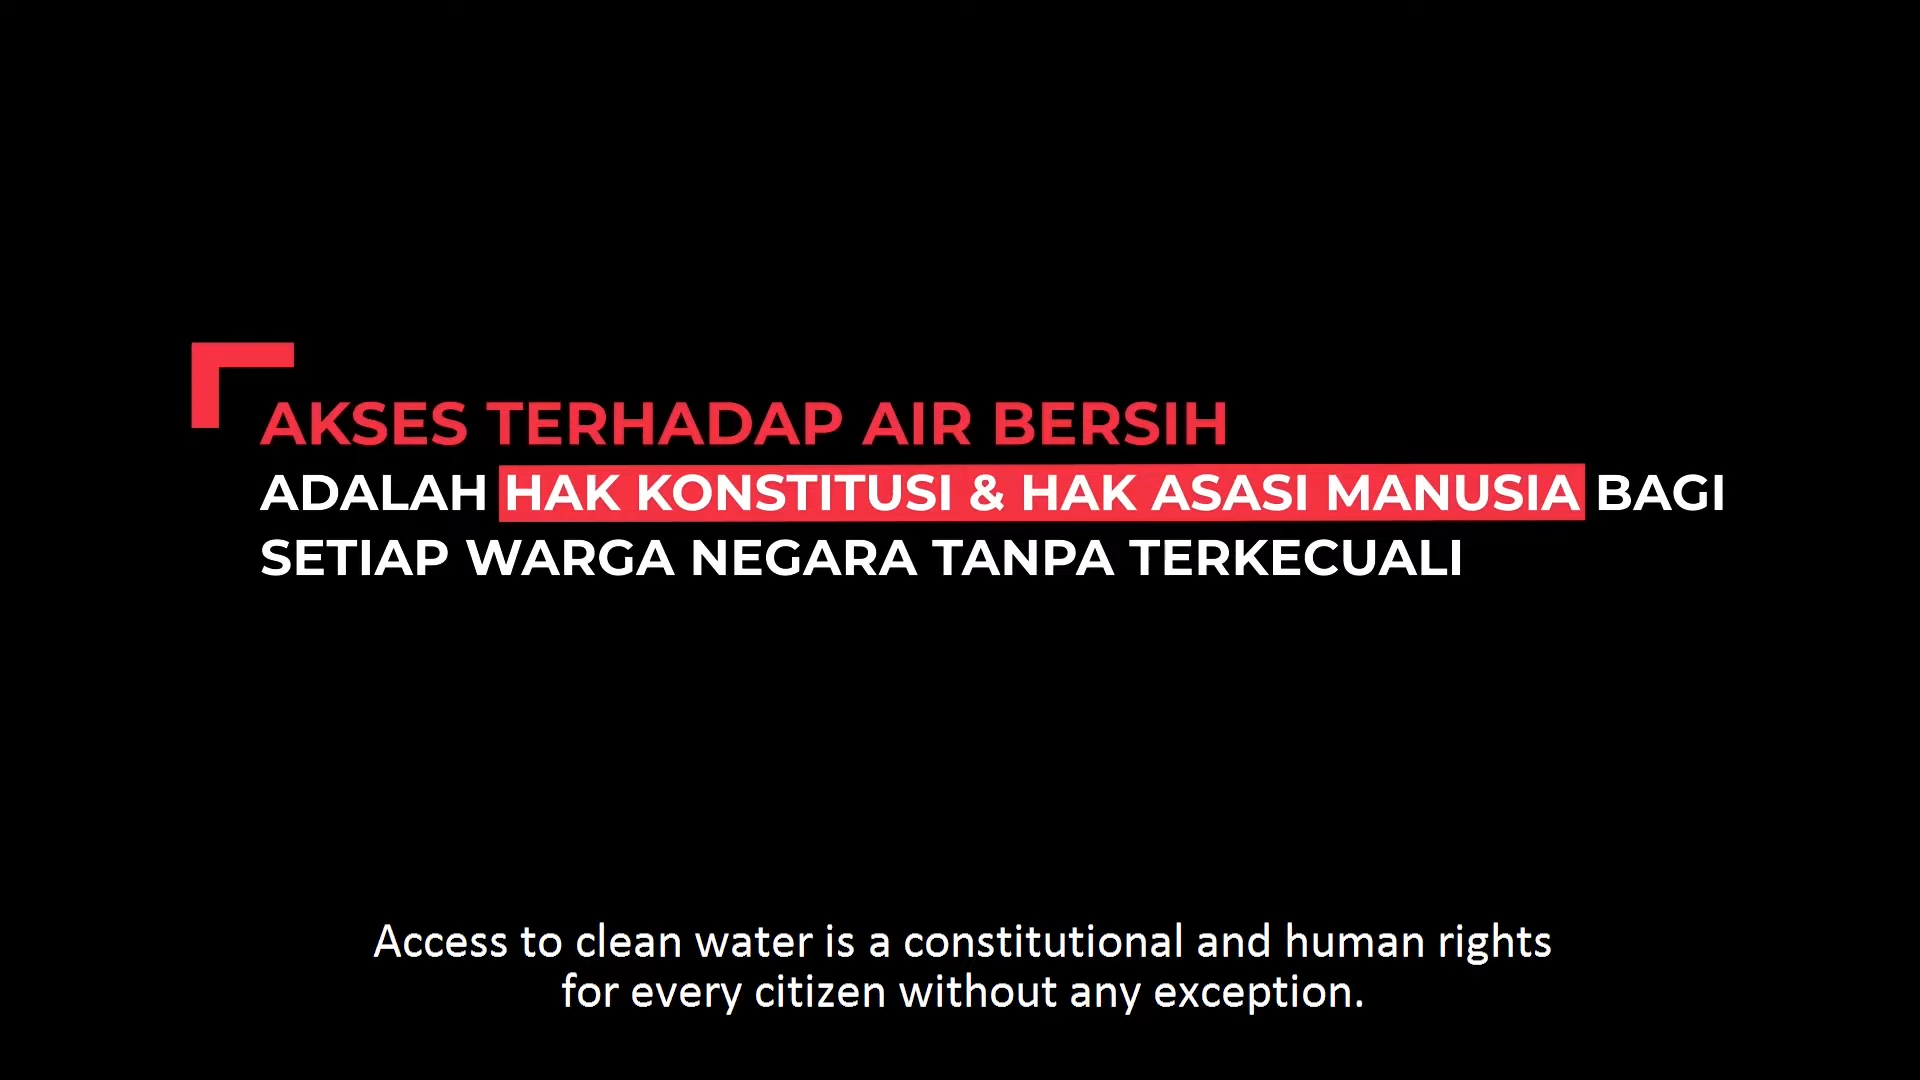 AKSES TERHADAP AIR BERSIH
ADALAH HAK KONSTITUSI & HAK ASASI MANUSIA BAGI
SETIAP WARGA NEGARA TANPA TERKECUALI
Access to clean water is a constitutional and human rights
for every citizen without any exception.